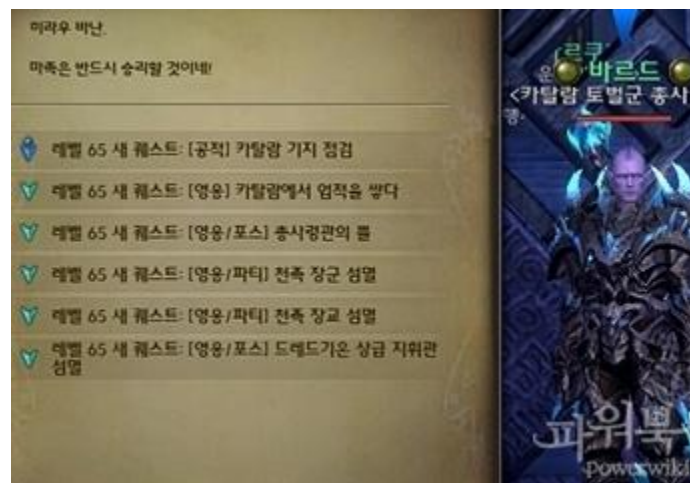 미라우 바난.
마족은 반드시 승리할 것이네!
레벨 65 새 퀘스트: [공적] 카탈람 기지 점검
레벨 65 새 퀘스트: [영웅] 카탈람에서 업적을 쌓다
레벨 65 새 퀘스트: [영웅/포스] 총사령관의 뿔
레벨 65 새 퀘스트: [영웅/파티] 천족 장군 섬멸
레벨 65 새 퀘스트: [영웅/파티] 천족 장교 섬멸
레벨 65 새 퀘스트: [영웅/포스] 드레드기온 상급 지휘관
섬멸
르쿠
바르드
<카탈람 토벌군 총사
파워북
powerwiki